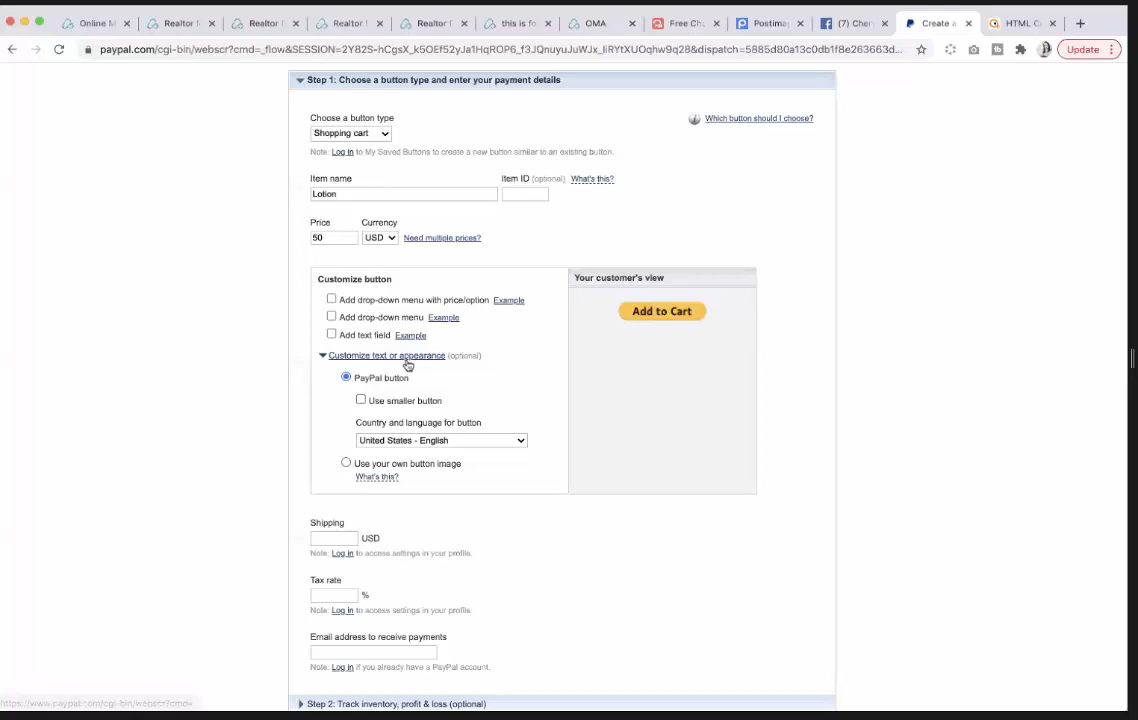 Online M
Realtor
Realtor
Realtor
Realtor
this is fo
OMA
Free Ch
Postima
(7) Cher
Create a
HTML C
paypal.com/cgi-bin/webscr?cmd=_flow&SESSION=
Update
Step 1: Choose a button type and enter your payment details
Choose a button type
Shopping cart
Which button should I choose?
Note: Log in to My Saved Buttons to create a new button similar to an existing button.
Item name
Item ID (optional) What's this?
Lotion
Price
Currency
50
USD
Need multiple prices?
Customize button
Your customer's view
Add drop-down menu with price/option Example
Add to Cart
Add drop-down menu Example
Add text field Example
Customize text or appearance (optional)
PayPal button
Use smaller button
Country and language for button
United States - English
Use your own button image
What's this?
Shipping
USD
Note: Log in to access settings in your profile.
Tax rate
%
Note: Log in to access settings in your profile.
Email address to receive payments
Note: Log in if you already have a PayPal account.
Step 2: Track inventory, profit & loss (optional)
https://www.paypal.com/cgi-bin/webscr?cmd=